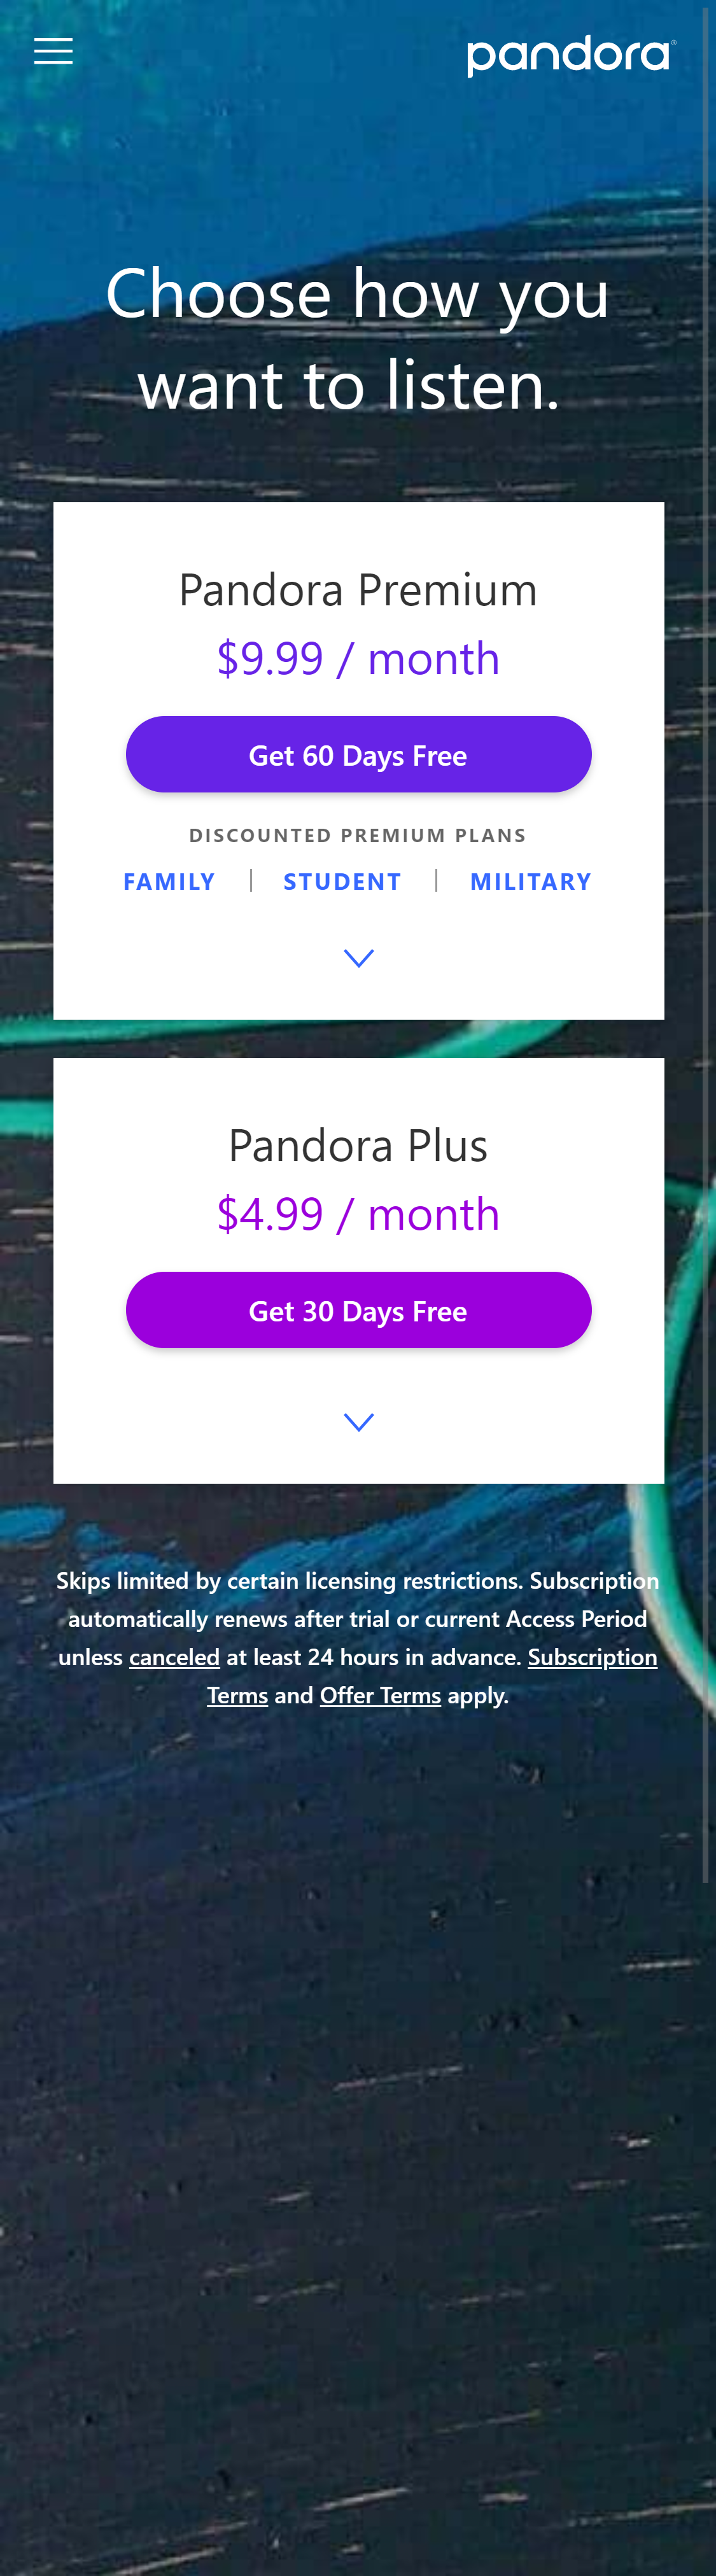 pandora®
Choose how you
want to listen.
Pandora Premium
$9.99 / month
Get 60 Days Free
DISCOUNTED PREMIUM PLANS
FAMILY | STUDENT | MILITARY
Pandora Plus
$4.99 / month
Get 30 Days Free
Skips limited by certain licensing restrictions. Subscription
automatically renews after trial or current Access Period
unless canceled at least 24 hours in advance. Subscription
Terms and Offer Terms apply.